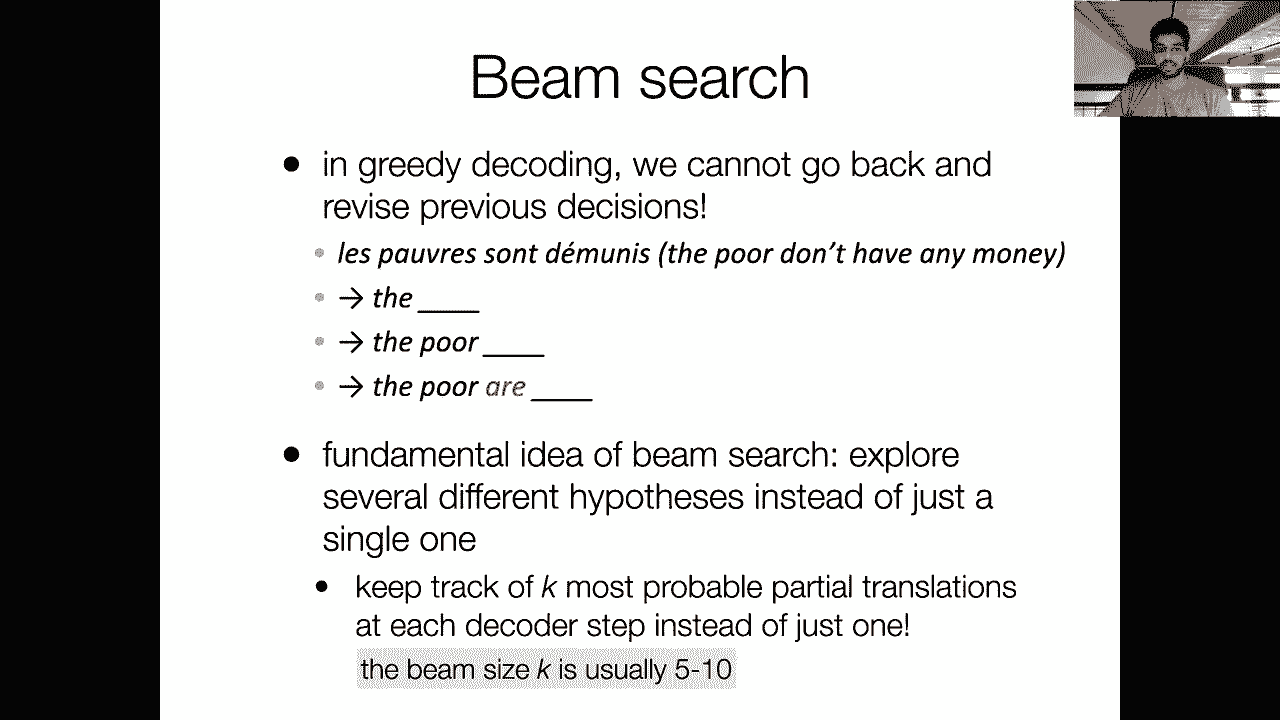 Beam search
• in greedy decoding, we cannot go back and
revise previous decisions!
• les pauvres sont démunis (the poor don't have any money)
• → the ____
• → the poor ____
• → the poor are ____
• fundamental idea of beam search: explore
several different hypotheses instead of just a
single one
• keep track of k most probable partial translations
at each decoder step instead of just one!
the beam size k is usually 5-10